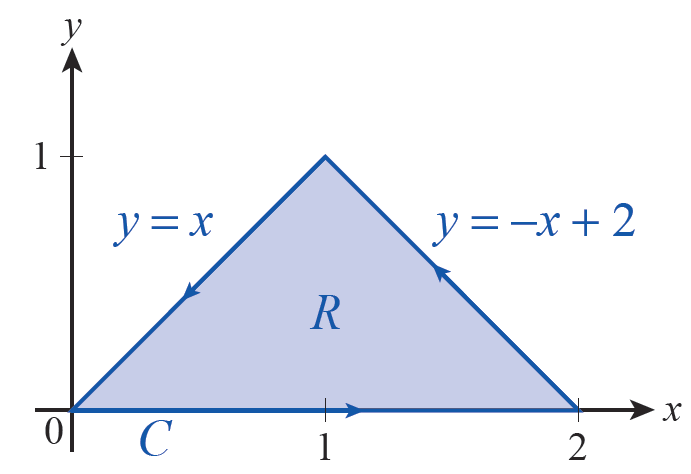 y
1
y = x
y = –x + 2
R
0
C
1
2
x